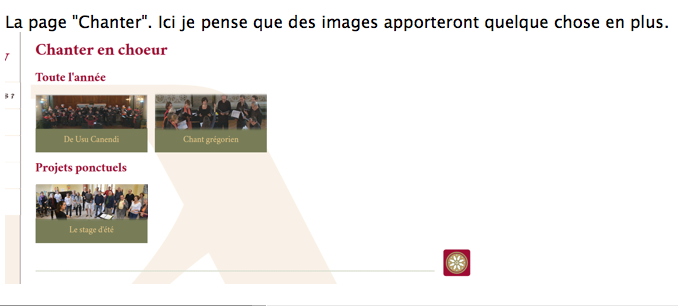 La page "Chanter". Ici je pense que des images apporteront quelque chose en plus.
Chanter en choeur
Toute l'année
De Usu Canendi
Chant grégorien
Projets ponctuels
Le stage d'été